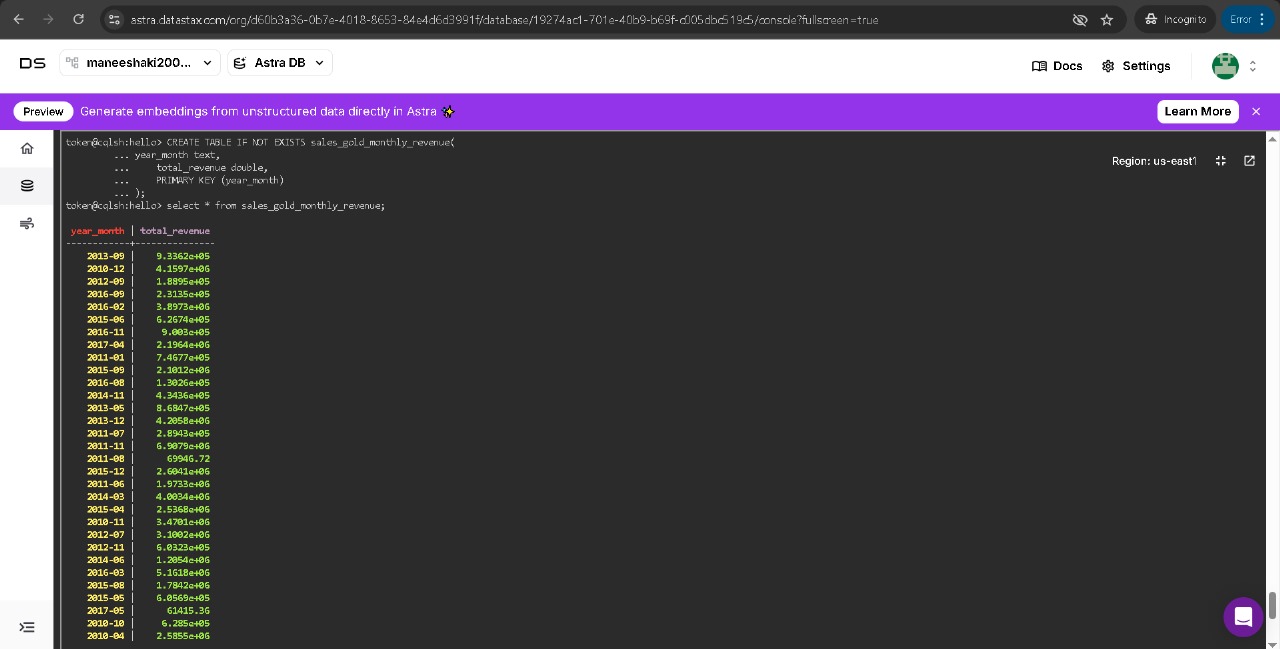 astra.datastax.com/org/d60b3a36-0b7e-4018-8653-84e4d6d3991f/database/19274ac1-701e-40b9-b69f-c005dbc519c5/console?fullscreen=true
Incognito
Error
DS
maneeshaki200...
Astra DB
Docs
Settings
Preview
Generate embeddings from unstructured data directly in Astra ✨
Learn More
Region: us-east1
token@cqlsh:hello> CREATE TABLE IF NOT EXISTS sales_gold_monthly_revenue(
... year_month text,
... total_revenue double,
... PRIMARY KEY (year_month)
... );
token@cqlsh:hello> select * from sales_gold_monthly_revenue;
year_month | total_revenue
------------+---------------
2013-09 | 9.3362e+05
2010-12 | 4.1597e+06
2012-09 | 1.8895e+05
2016-09 | 2.3135e+05
2016-02 | 3.8973e+06
2015-06 | 6.2674e+05
2016-11 | 9.003e+05
2017-04 | 2.1964e+06
2011-01 | 7.4677e+05
2015-09 | 2.1012e+06
2016-08 | 1.3026e+05
2014-11 | 4.3436e+05
2013-05 | 8.6847e+05
2013-12 | 4.2058e+06
2011-07 | 2.8943e+05
2011-11 | 6.9079e+06
2011-08 | 69946.72
2015-12 | 2.6041e+06
2011-06 | 1.9733e+06
2014-03 | 4.0034e+06
2015-04 | 2.5368e+06
2010-11 | 3.4701e+06
2012-07 | 3.1002e+06
2012-11 | 6.0323e+05
2014-06 | 1.2054e+06
2016-03 | 5.1618e+06
2015-08 | 1.7842e+06
2015-05 | 6.0569e+05
2017-05 | 61415.36
2010-10 | 6.285e+05
2010-04 | 2.5855e+06